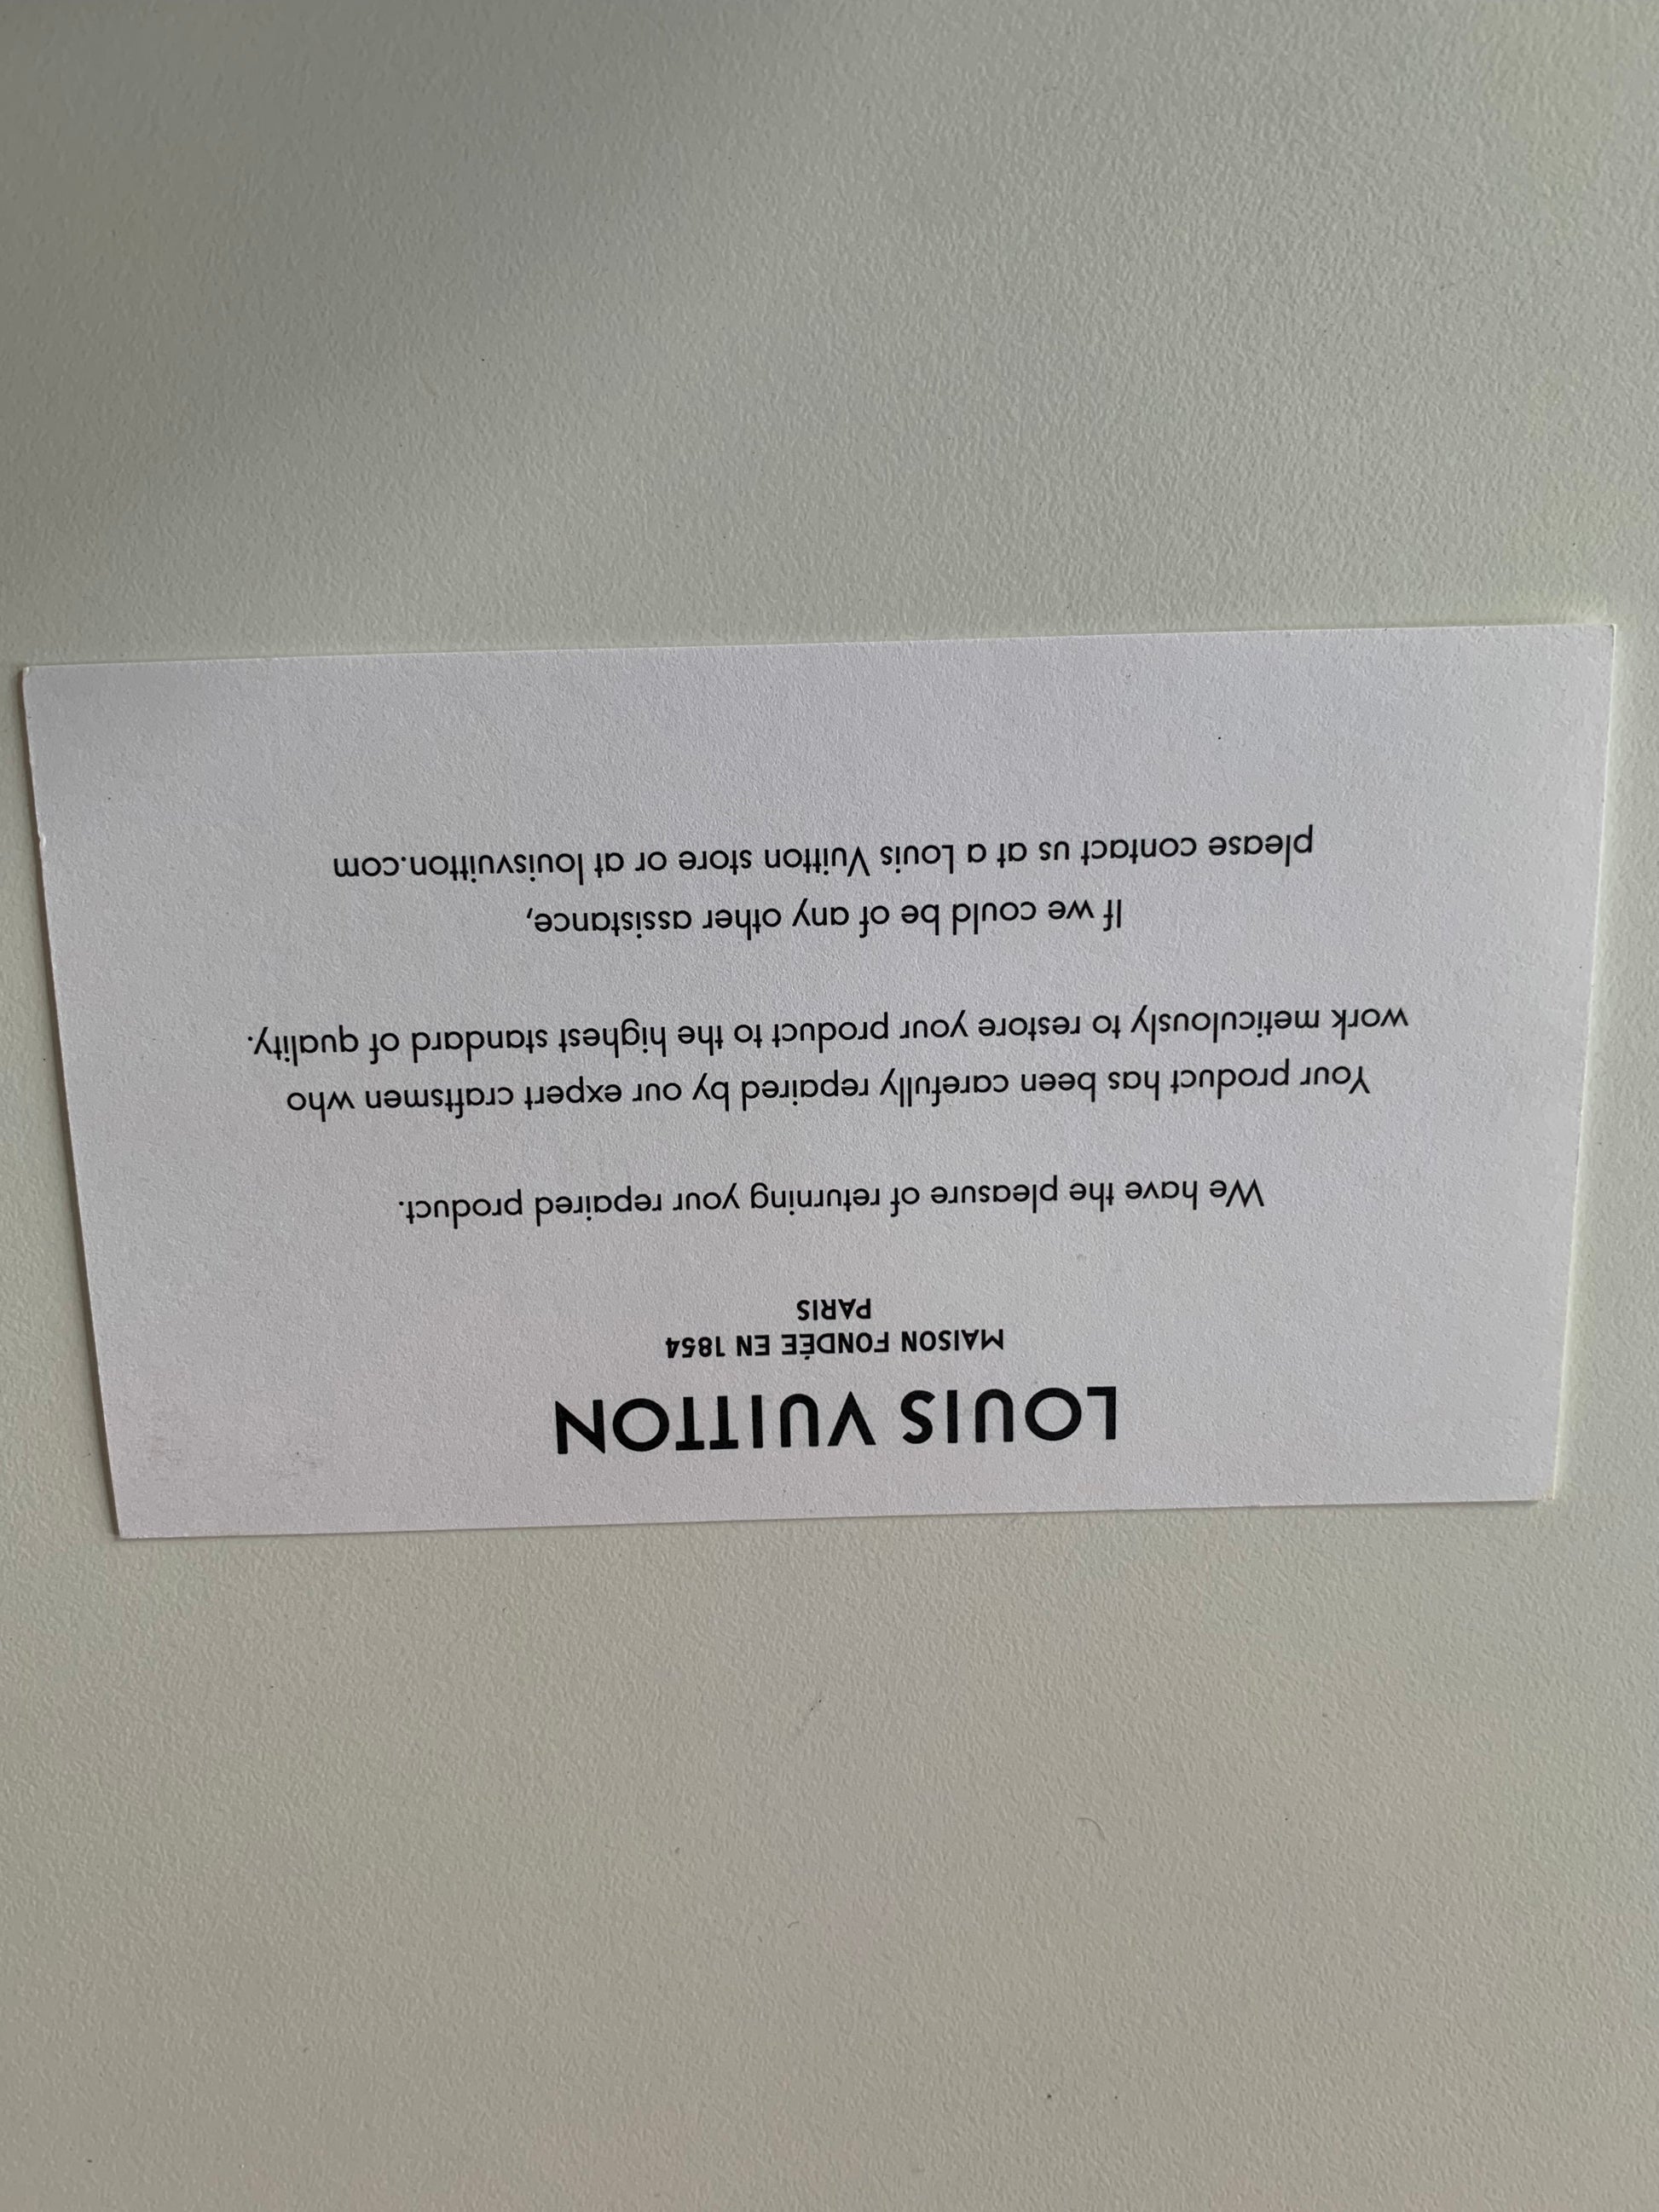 LOUIS VUITTON
MAISON FONDÉE EN 1854
PARIS
We have the pleasure of returning your repaired product.
Your product has been carefully repaired by our expert craftsmen who
work meticulously to restore your product to the highest standard of quality.
If we could be of any other assistance,
please contact us at a Louis Vuitton store or at louisvuitton.com